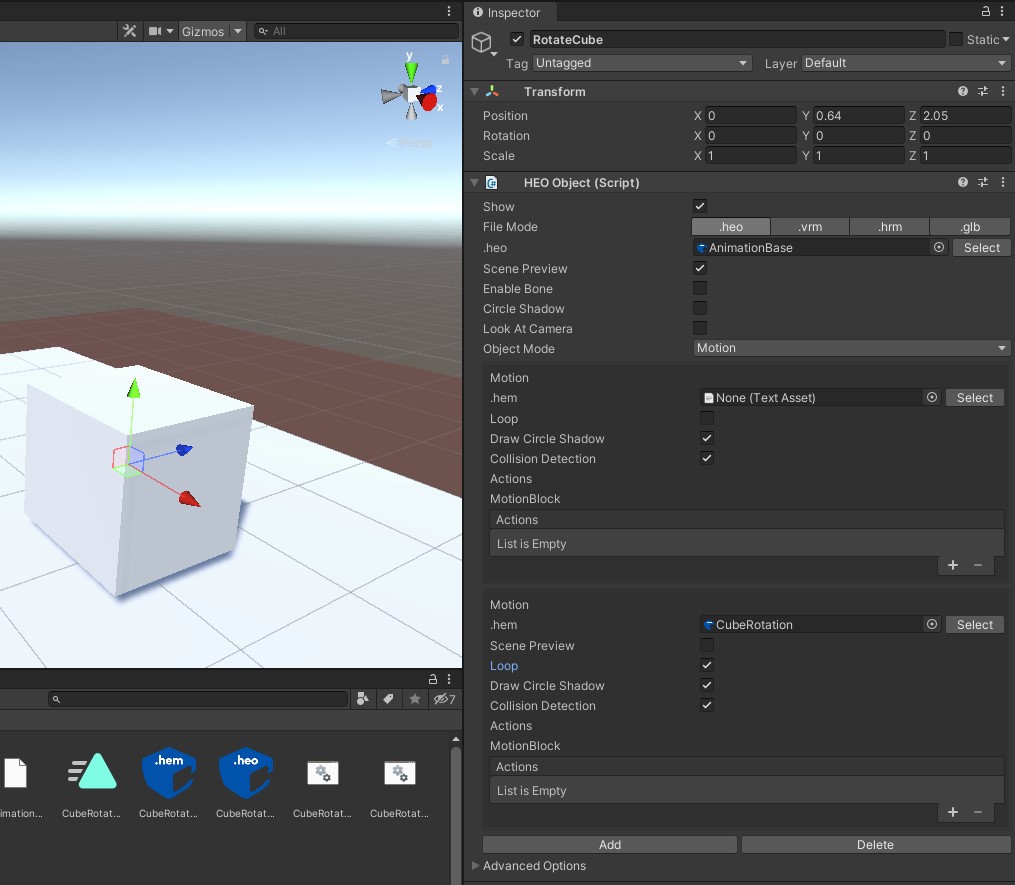 Inspector
Gizmos
All
RotateCube
Static
Tag Untagged Layer Default
y
z
x
Persp
Transform
Position X 0 Y 0.64 Z 2.05
Rotation X 0 Y 0 Z 0
Scale X 1 Y 1 Z 1
HEO Object (Script)
Show
File Mode .heo .vrm .hrm .glb
.heo AnimationBase Select
Scene Preview
Enable Bone
Circle Shadow
Look At Camera
Object Mode Motion
Motion
.hem None (Text Asset) Select
Loop
Draw Circle Shadow
Collision Detection
Actions
MotionBlock
Actions
List is Empty
+ −
Motion
.hem CubeRotation Select
Scene Preview
Loop
Draw Circle Shadow
Collision Detection
Actions
MotionBlock
Actions
List is Empty
+ −
Add Delete
Advanced Options
7
.hem .heo
imation... CubeRotat... CubeRotat... CubeRotat... CubeRotat... CubeRotat...